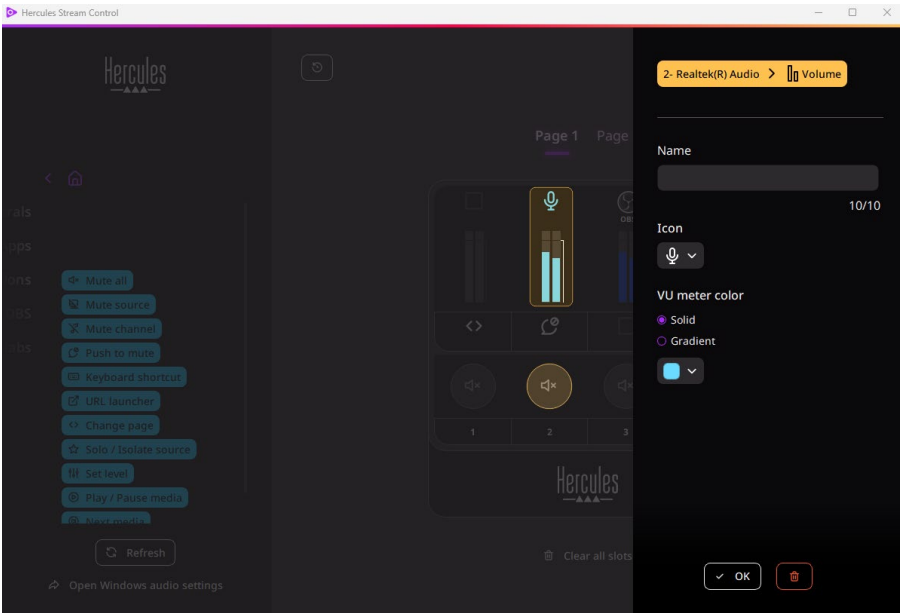 Hercules Stream Control
Hercules
rals
pps
ons
BS
Mute all
Mute source
Mute channel
Push to mute
Keyboard shortcut
URL launcher
Change page
Solo / Isolate source
Set level
Play / Pause media
Next media
Refresh
Open Windows audio settings
Page 1 Page
OBS
1 2 3
Hercules
Clear all slots
2- Realtek(R) Audio > Volume
Name
10/10
Icon
VU meter color
Solid
Gradient
OK